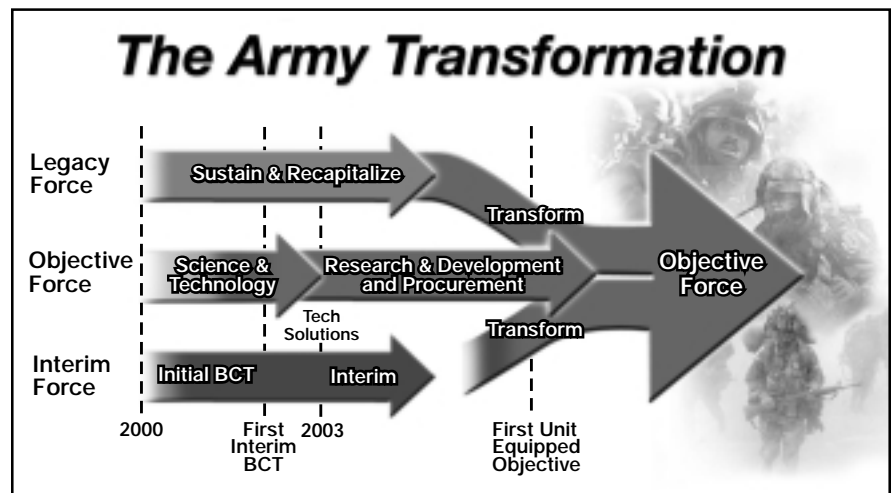 The Army Transformation
Legacy
Force
Sustain & Recapitalize
Transform
Objective
Force
Science &
Technology
Research & Development
and Procurement
Objective
Force
Tech
Solutions
Transform
Interim
Force
Initial BCT
Interim
2000
First
Interim
BCT
2003
First Unit
Equipped
Objective